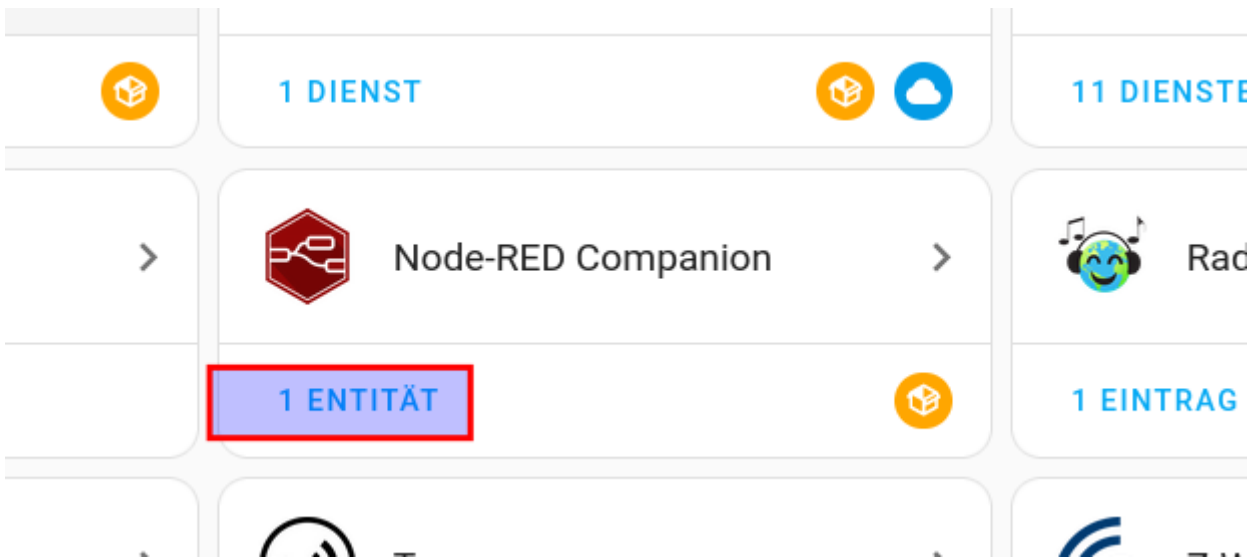 1 DIENST
11 DIENSTE
Node-RED Companion
Rad
1 ENTITÄT
1 EINTRAG